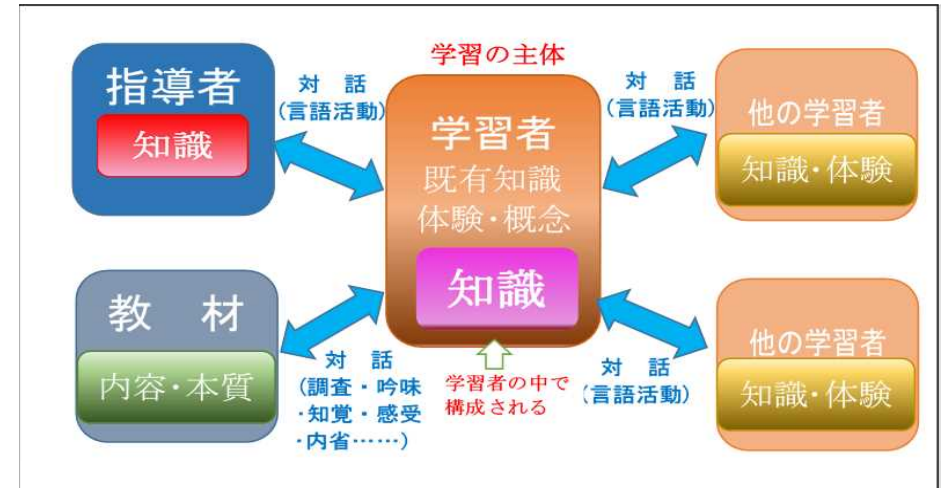 学習の主体
指導者
知識
対　話
(言語活動)
学習者
既有知識
体験・概念
知識
対　話
(言語活動)
他の学習者
知識・体験
教　材
内容・本質
対　話
(調査・吟味
・知覚・感受
・内省……)
学習者の中で
構成される
対　話
(言語活動)
他の学習者
知識・体験